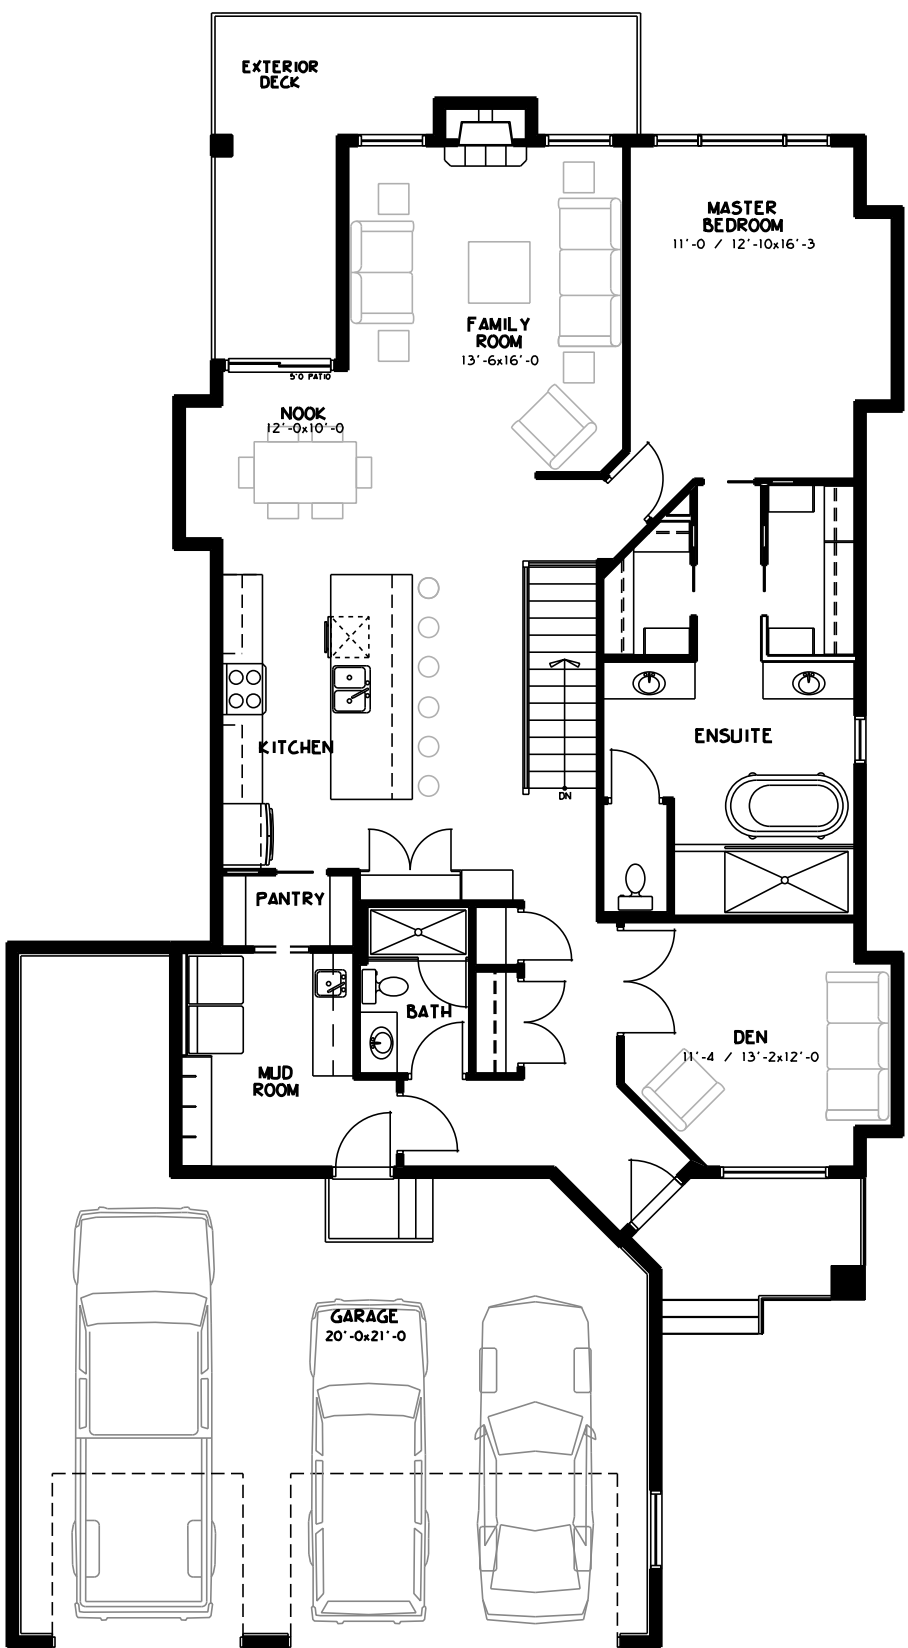 EXTERIOR
DECK
MASTER
BEDROOM
11'-0 / 12'-10x16'-3
FAMILY
ROOM
13'-6x16'-0
5'0 PATIO
NOOK
12'-0x10'-0
ENSUITE
KITCHEN
DN
PANTRY
BATH
DEN
11'-4 / 13'-2x12'-0
MUD
ROOM
GARAGE
20'-0x21'-0